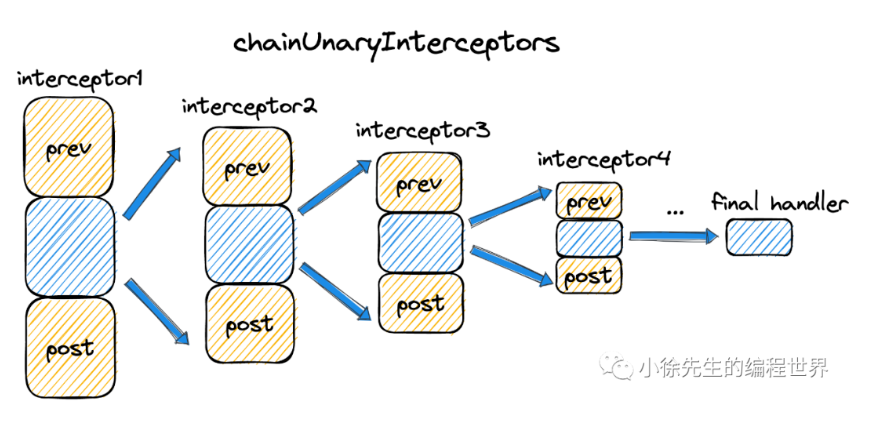 chainUnaryInterceptors
interceptor1
prev
post
interceptor2
prev
post
interceptor3
prev
post
interceptor4
prev
post
...
final handler
小徐先生的编程世界